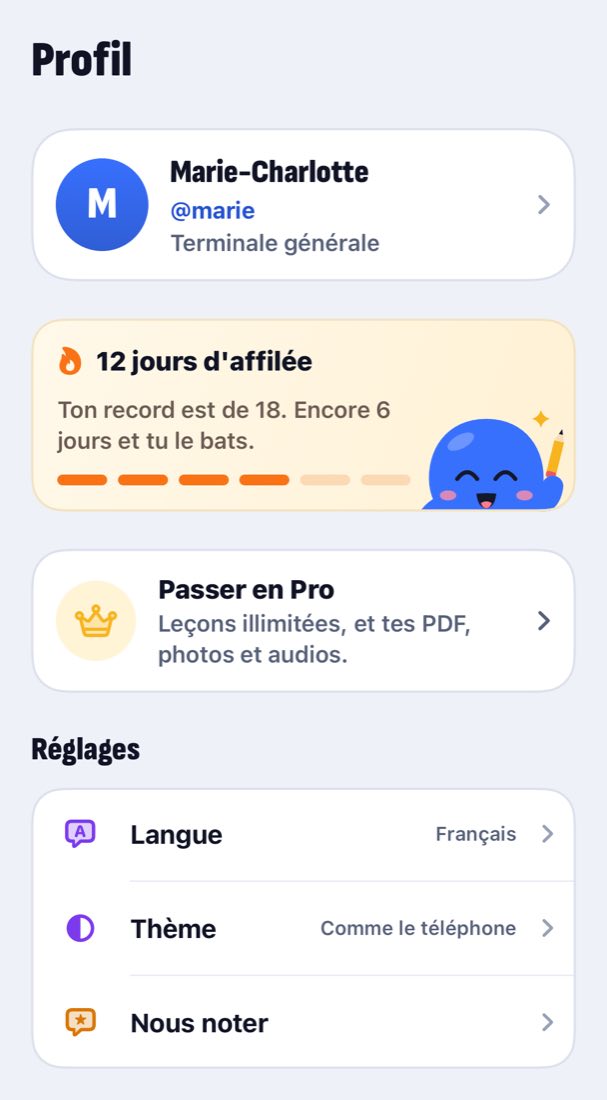 Profil
M
Marie-Charlotte
@marie
Terminale générale
12 jours d'affilée
Ton record est de 18. Encore 6
jours et tu le bats.
Passer en Pro
Leçons illimitées, et tes PDF,
photos et audios.
Réglages
A
Langue
Français
Thème
Comme le téléphone
Nous noter